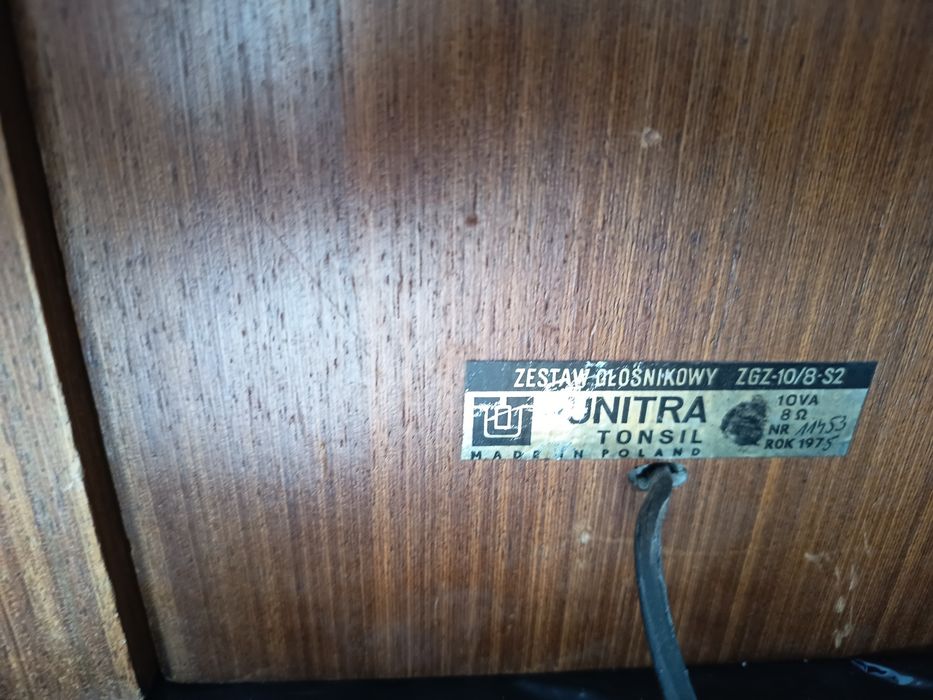 ZESTAW GŁOŚNIKOWY ZGZ-10/8-S2
UNITRA
TONSIL
MADE IN POLAND
10VA
8 Ω
NR 11453
ROK 1975